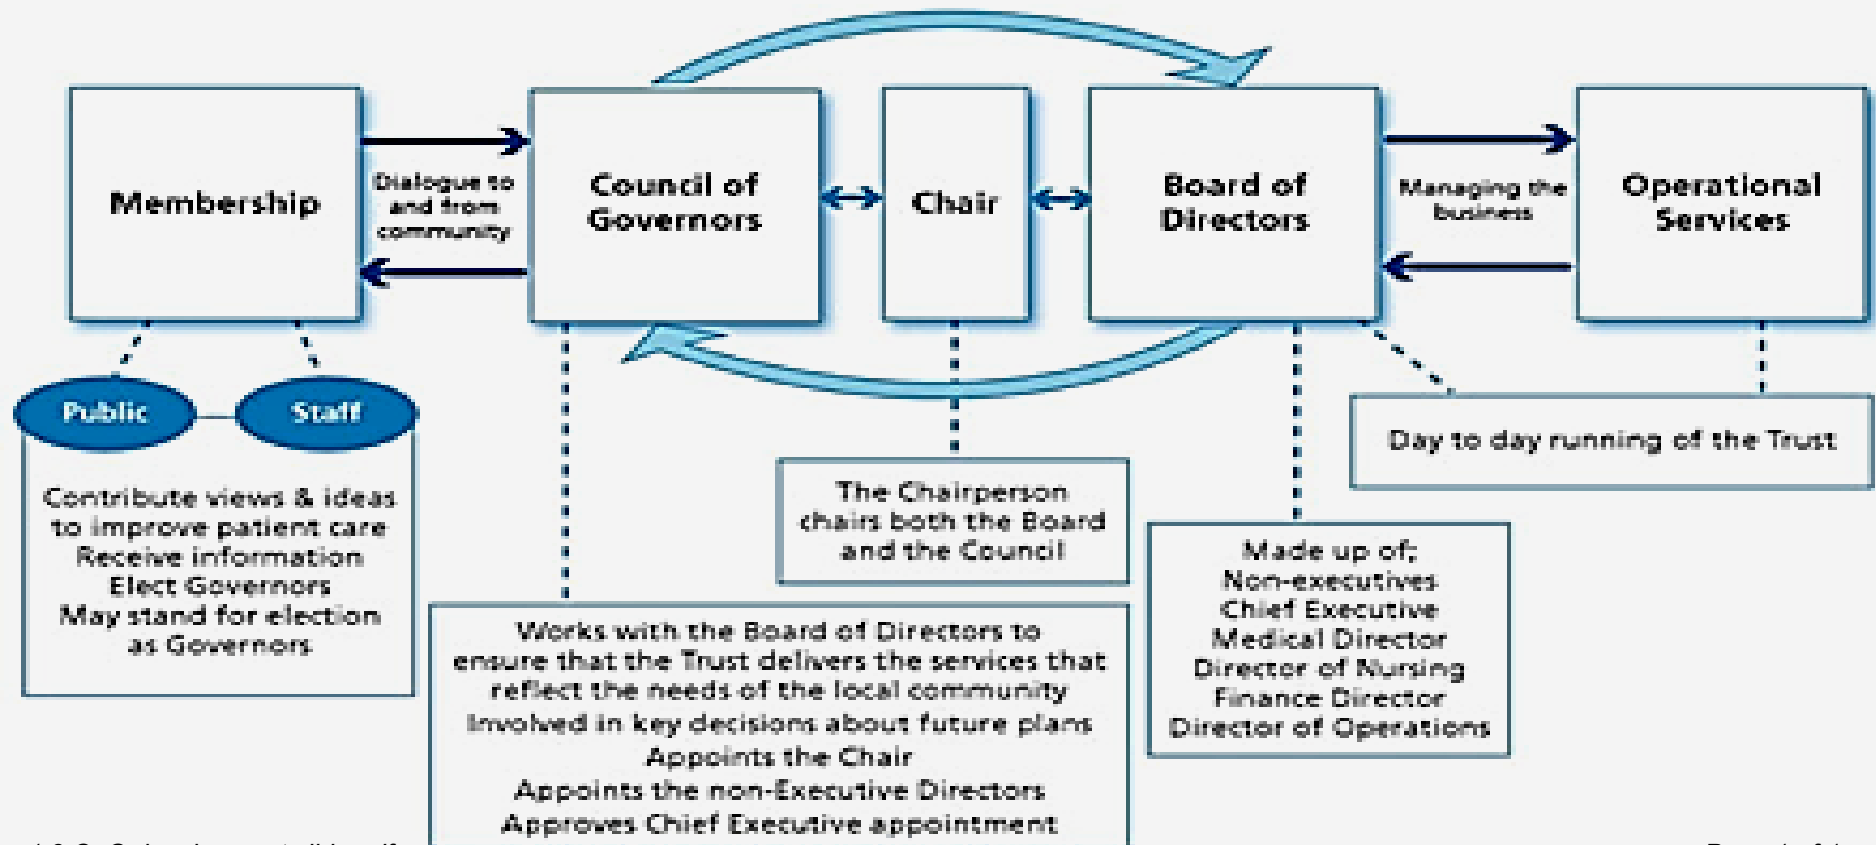 Membership
Dialogue to
and from
community
Council of
Governors
Chair
Board of
Directors
Managing the
business
Operational
Services
Public
Staff
Contribute views & ideas
to improve patient care
Receive information
Elect Governors
May stand for election
as Governors
The Chairperson
chairs both the Board
and the Council
Day to day running of the Trust
Works with the Board of Directors to
ensure that the Trust delivers the services that
reflect the needs of the local community
Involved in key decisions about future plans
Appoints the Chair
Appoints the non-Executive Directors
Approves Chief Executive appointment
Made up of;
Non-executives
Chief Executive
Medical Director
Director of Nursing
Finance Director
Director of Operations